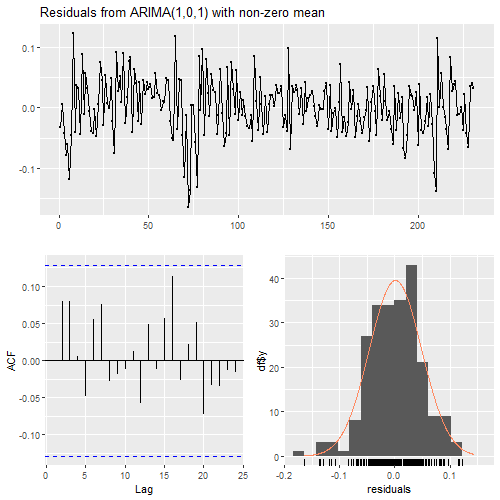 Residuals from ARIMA(1,0,1) with non-zero mean
0.1
0.0
-0.1
0 50 100 150 200
ACF
0.10
0.05
0.00
-0.05
-0.10
0 5 10 15 20 25
Lag
df$y
40
30
20
10
0
-0.2 -0.1 0.0 0.1
residuals